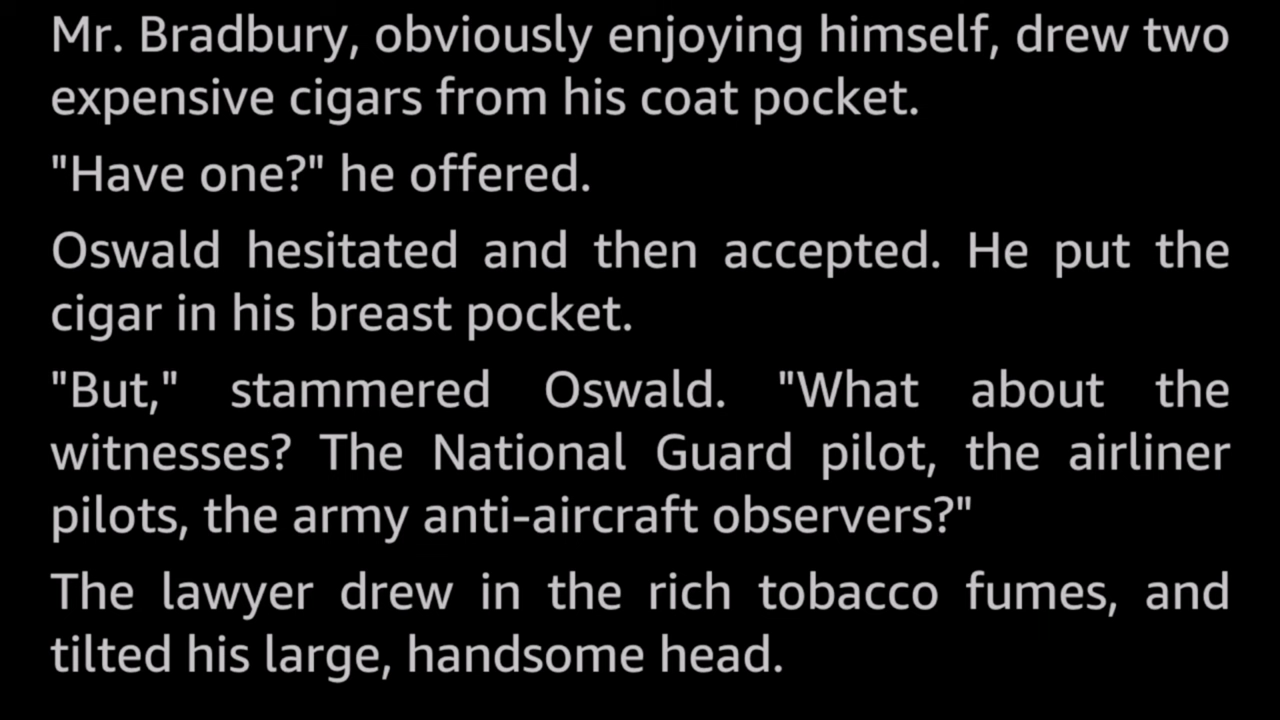 Mr. Bradbury, obviously enjoying himself, drew two
expensive cigars from his coat pocket.
"Have one?" he offered.
Oswald hesitated and then accepted. He put the
cigar in his breast pocket.
"But," stammered Oswald. "What about the
witnesses? The National Guard pilot, the airliner
pilots, the army anti-aircraft observers?"
The lawyer drew in the rich tobacco fumes, and
tilted his large, handsome head.